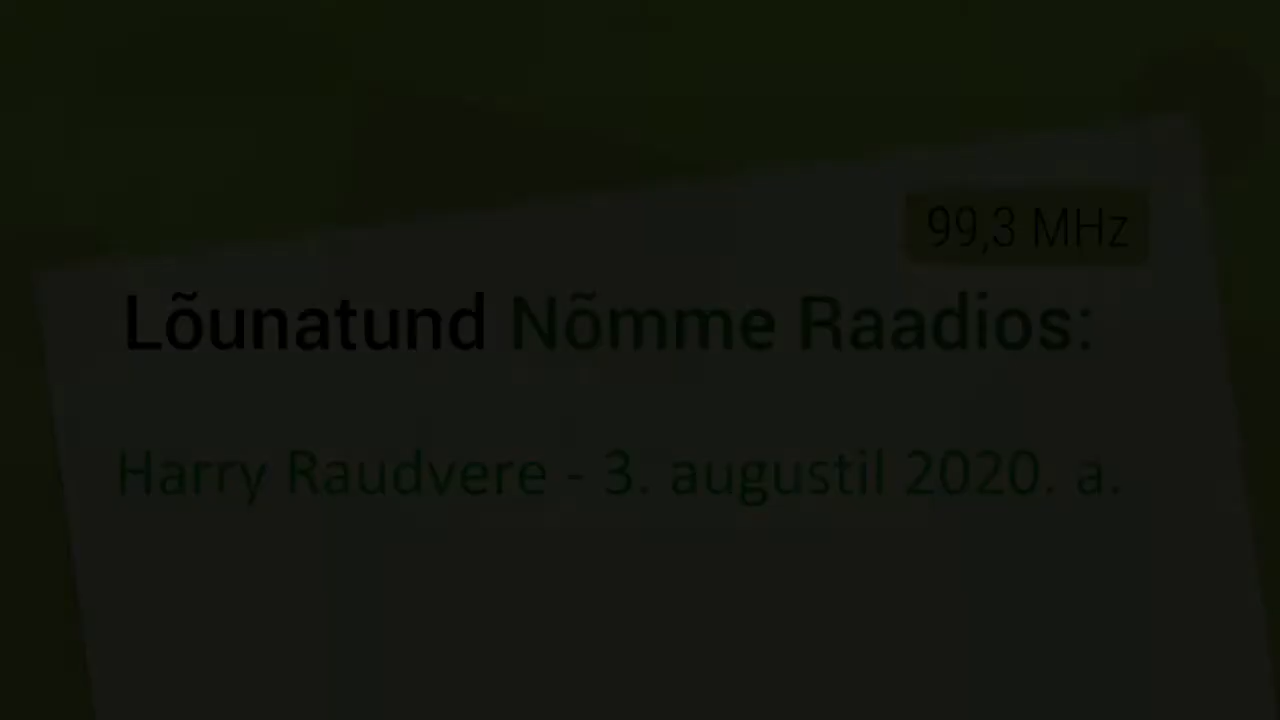 99,3 MHz
Lõunatund Nõmme Raadios:
Harry Raudvere - 3. augustil 2020. a.